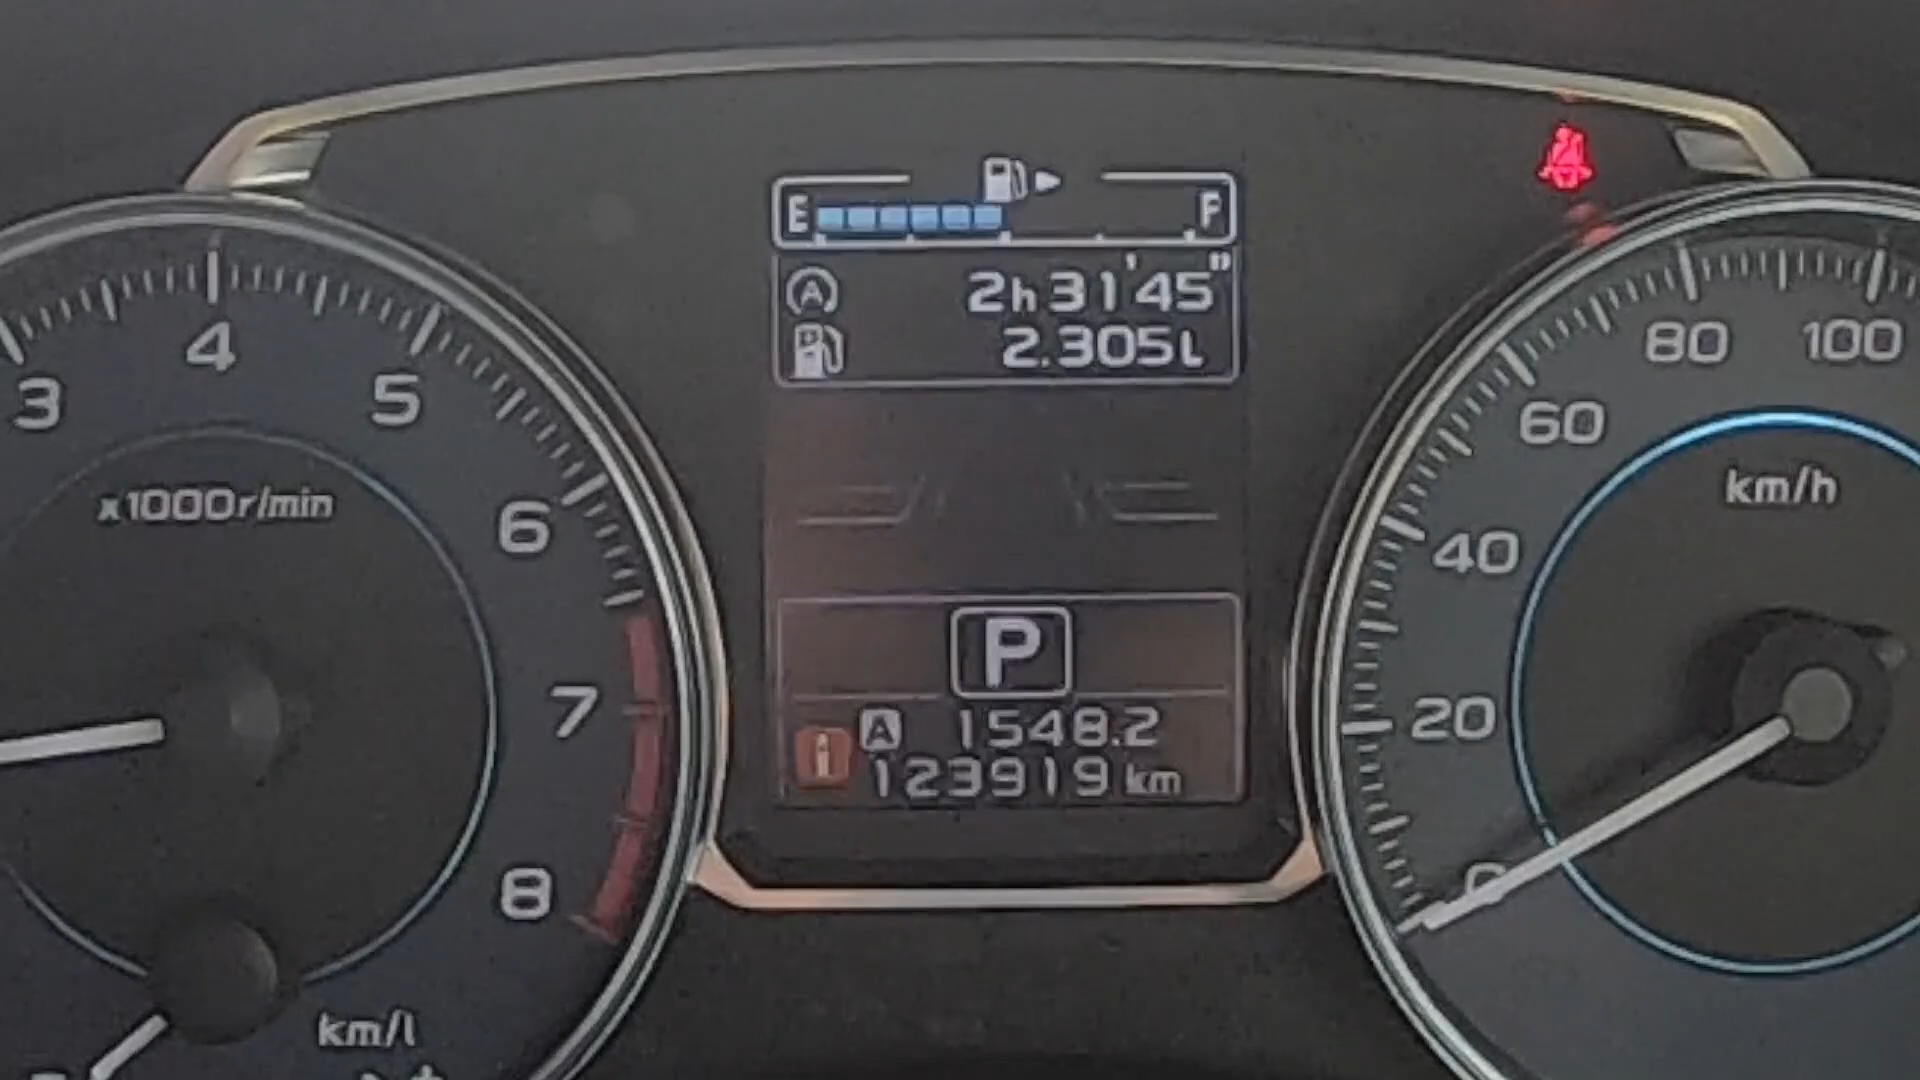 E F
A 2h31'45"
2.305l
3 4 5 6 7 8
x1000r/min
km/l
P
i A 1548.2
123919 km
0 20 40 60 80 100
km/h